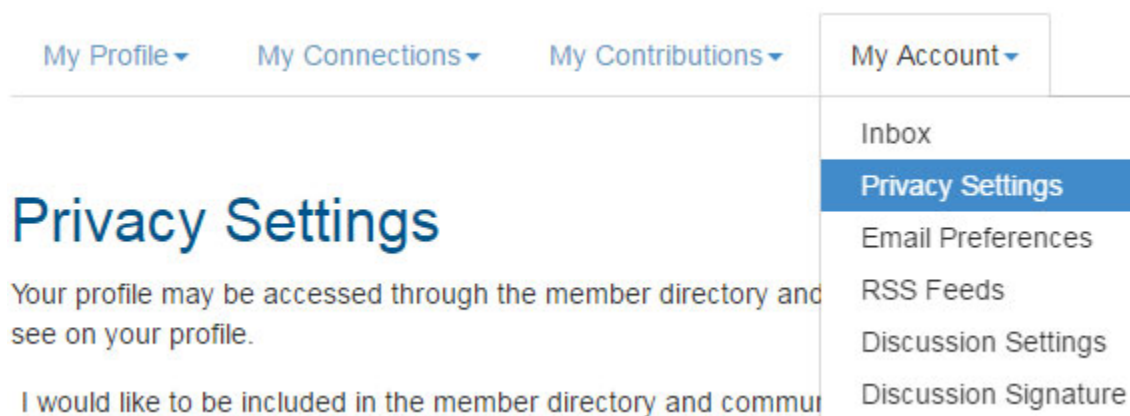 My Profile My Connections My Contributions My Account
Inbox
Privacy Settings
Email Preferences
RSS Feeds
Discussion Settings
Discussion Signature
Privacy Settings
Your profile may be accessed through the member directory and
see on your profile.
I would like to be included in the member directory and